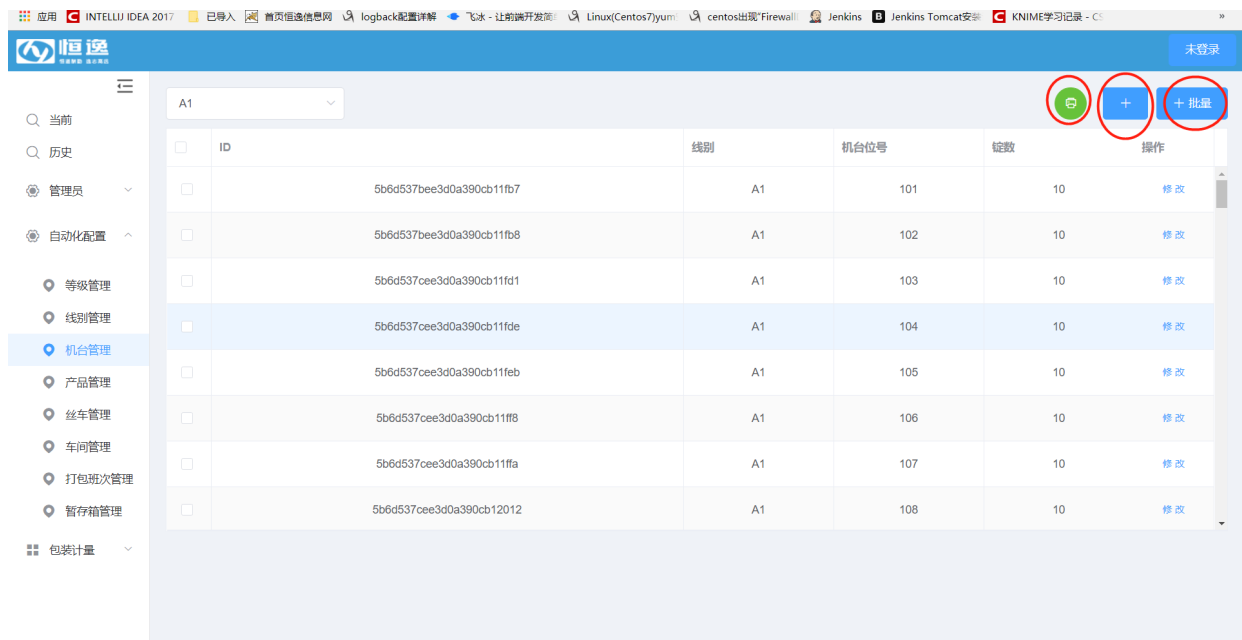 应用 INTELLIJ IDEA 2017 已导入 首页恒逸信息网 logback配置详解 飞冰 - 让前端开发简 Linux(Centos7)yum centos出现"Firewall Jenkins Jenkins Tomcat安装 KNIME学习记录 - CS »
恒逸
未登录
A1
+ 批量
当前
历史
管理员
自动化配置
等级管理
线别管理
机台管理
产品管理
丝车管理
车间管理
打包班次管理
暂存箱管理
包装计量
ID 线别 机台位号 锭数 操作
5b6d537bee3d0a390cb11fb7 A1 101 10 修改
5b6d537bee3d0a390cb11fb8 A1 102 10 修改
5b6d537cee3d0a390cb11fd1 A1 103 10 修改
5b6d537cee3d0a390cb11fde A1 104 10 修改
5b6d537cee3d0a390cb11feb A1 105 10 修改
5b6d537cee3d0a390cb11ff8 A1 106 10 修改
5b6d537cee3d0a390cb11ffa A1 107 10 修改
5b6d537cee3d0a390cb12012 A1 108 10 修改